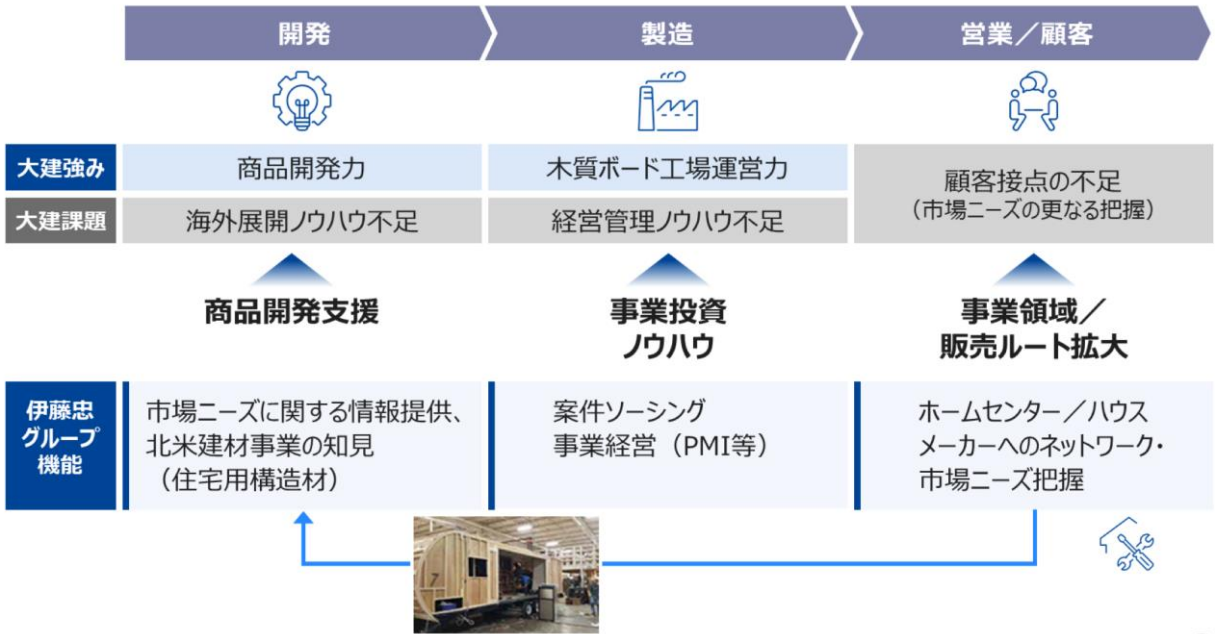 開発
製造
営業／顧客
大建強み
商品開発力
木質ボード工場運営力
顧客接点の不足
（市場ニーズの更なる把握）
大建課題
海外展開ノウハウ不足
経営管理ノウハウ不足
商品開発支援
事業投資
ノウハウ
事業領域／
販売ルート拡大
伊藤忠
グループ
機能
市場ニーズに関する情報提供、
北米建材事業の知見
（住宅用構造材）
案件ソーシング
事業経営（PMI等）
ホームセンター／ハウス
メーカーへのネットワーク・
市場ニーズ把握